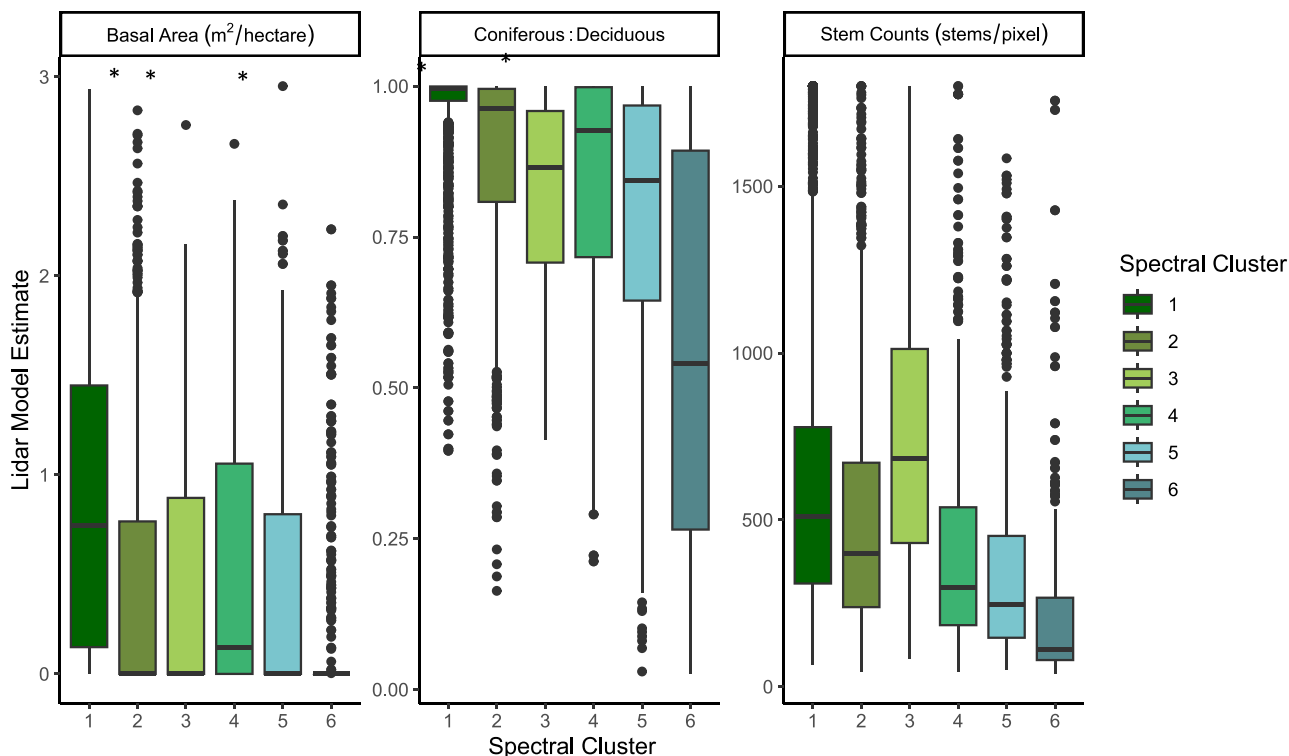 Basal Area (m²/hectare)
Coniferous : Deciduous
Stem Counts (stems/pixel)
Lidar Model Estimate
3
2
1
0
* * *
1 2 3 4 5 6
1.00
0.75
0.50
0.25
0.00
* *
1 2 3 4 5 6
1500
1000
500
0
1 2 3 4 5 6
Spectral Cluster
Spectral Cluster
1
2
3
4
5
6